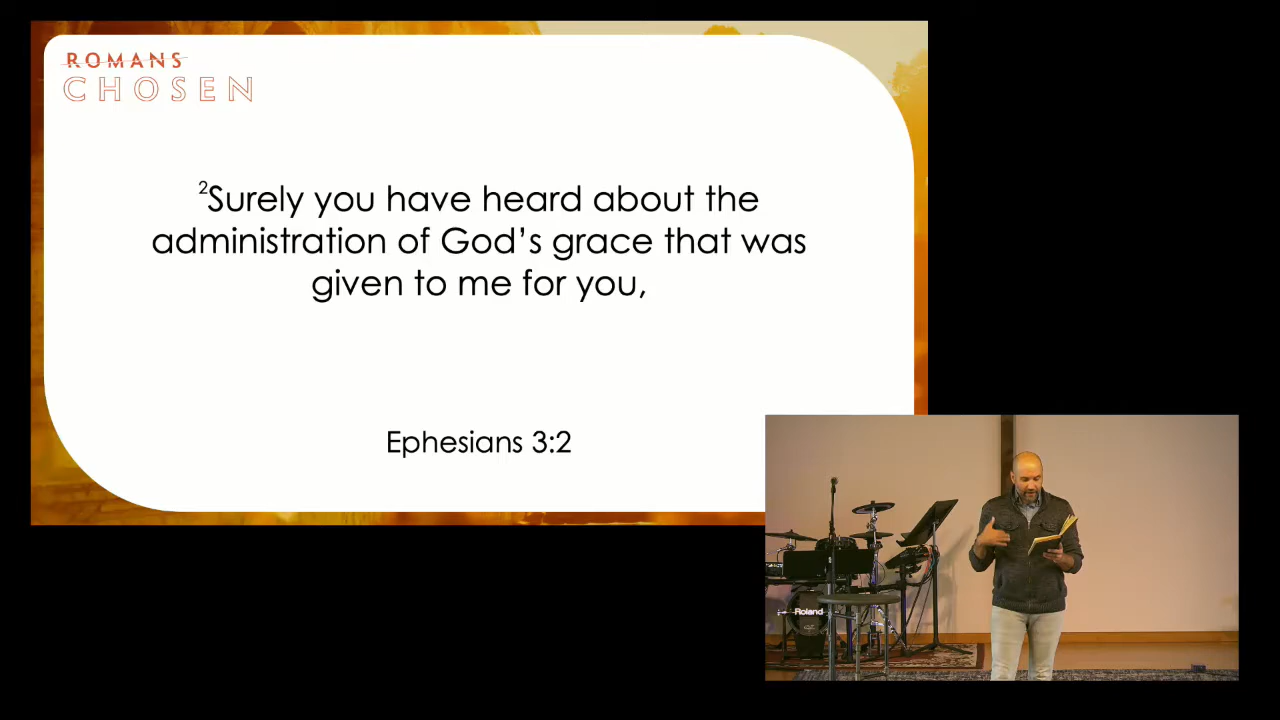 ROMANS
CHOSEN
²Surely you have heard about the
administration of God’s grace that was
given to me for you,
Ephesians 3:2
Roland